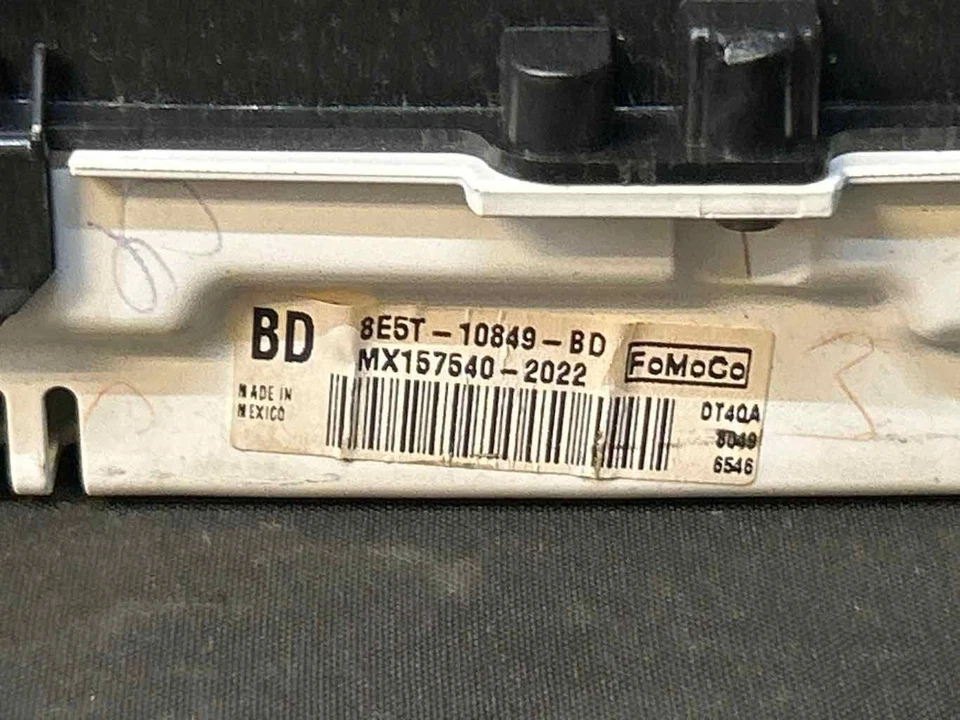 BD
8E5T-10849-BD
MX157540-2022
FoMoCo
MADE IN
MEXICO
DT4QA
8049
6546